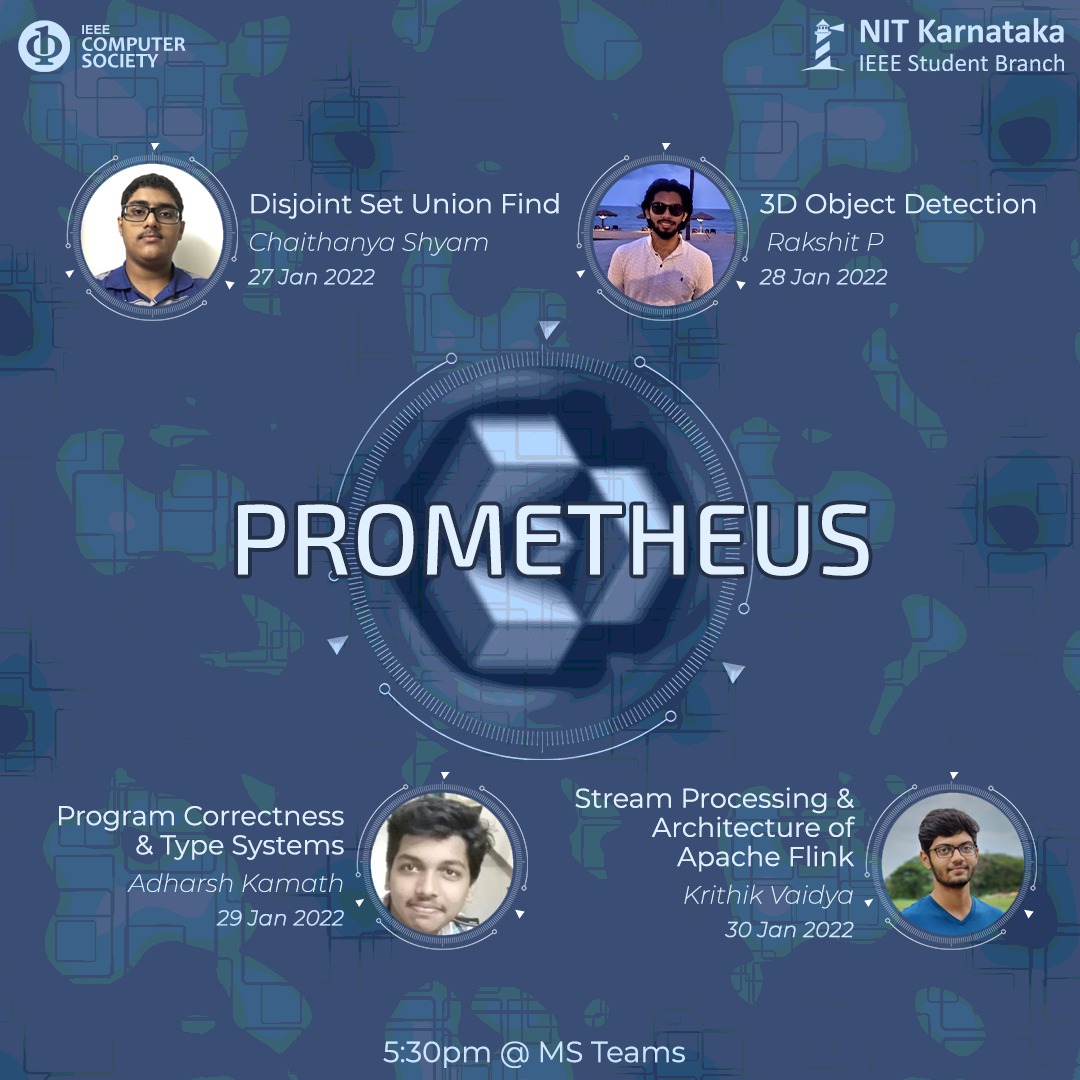 IEEE
COMPUTER
SOCIETY
NIT Karnataka
IEEE Student Branch
Disjoint Set Union Find
Chaithanya Shyam
27 Jan 2022
3D Object Detection
Rakshit P
28 Jan 2022
PROMETHEUS
Program Correctness
& Type Systems
Adharsh Kamath
29 Jan 2022
Stream Processing &
Architecture of
Apache Flink
Krithik Vaidya
30 Jan 2022
5:30pm @ MS Teams